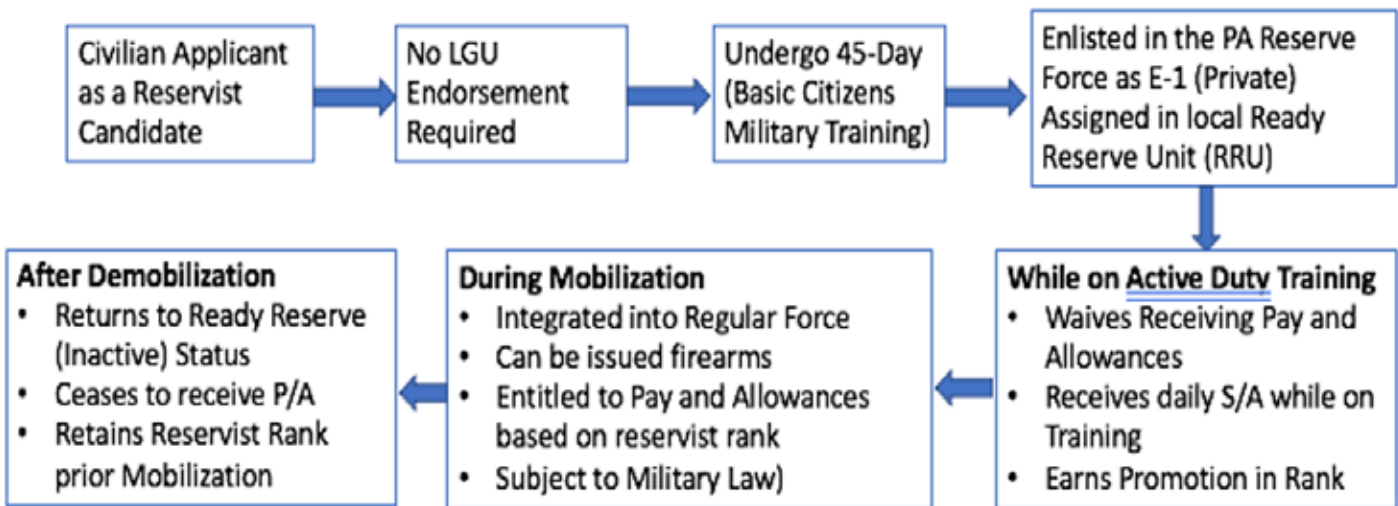 Civilian Applicant
as a Reservist
Candidate
No LGU
Endorsement
Required
Undergo 45-Day
(Basic Citizens
Military Training)
Enlisted in the PA Reserve
Force as E-1 (Private)
Assigned in local Ready
Reserve Unit (RRU)
While on Active Duty Training
• Waives Receiving Pay and
Allowances
• Receives daily S/A while on
Training
• Earns Promotion in Rank
During Mobilization
• Integrated into Regular Force
• Can be issued firearms
• Entitled to Pay and Allowances
based on reservist rank
• Subject to Military Law)
After Demobilization
• Returns to Ready Reserve
(Inactive) Status
• Ceases to receive P/A
• Retains Reservist Rank
prior Mobilization